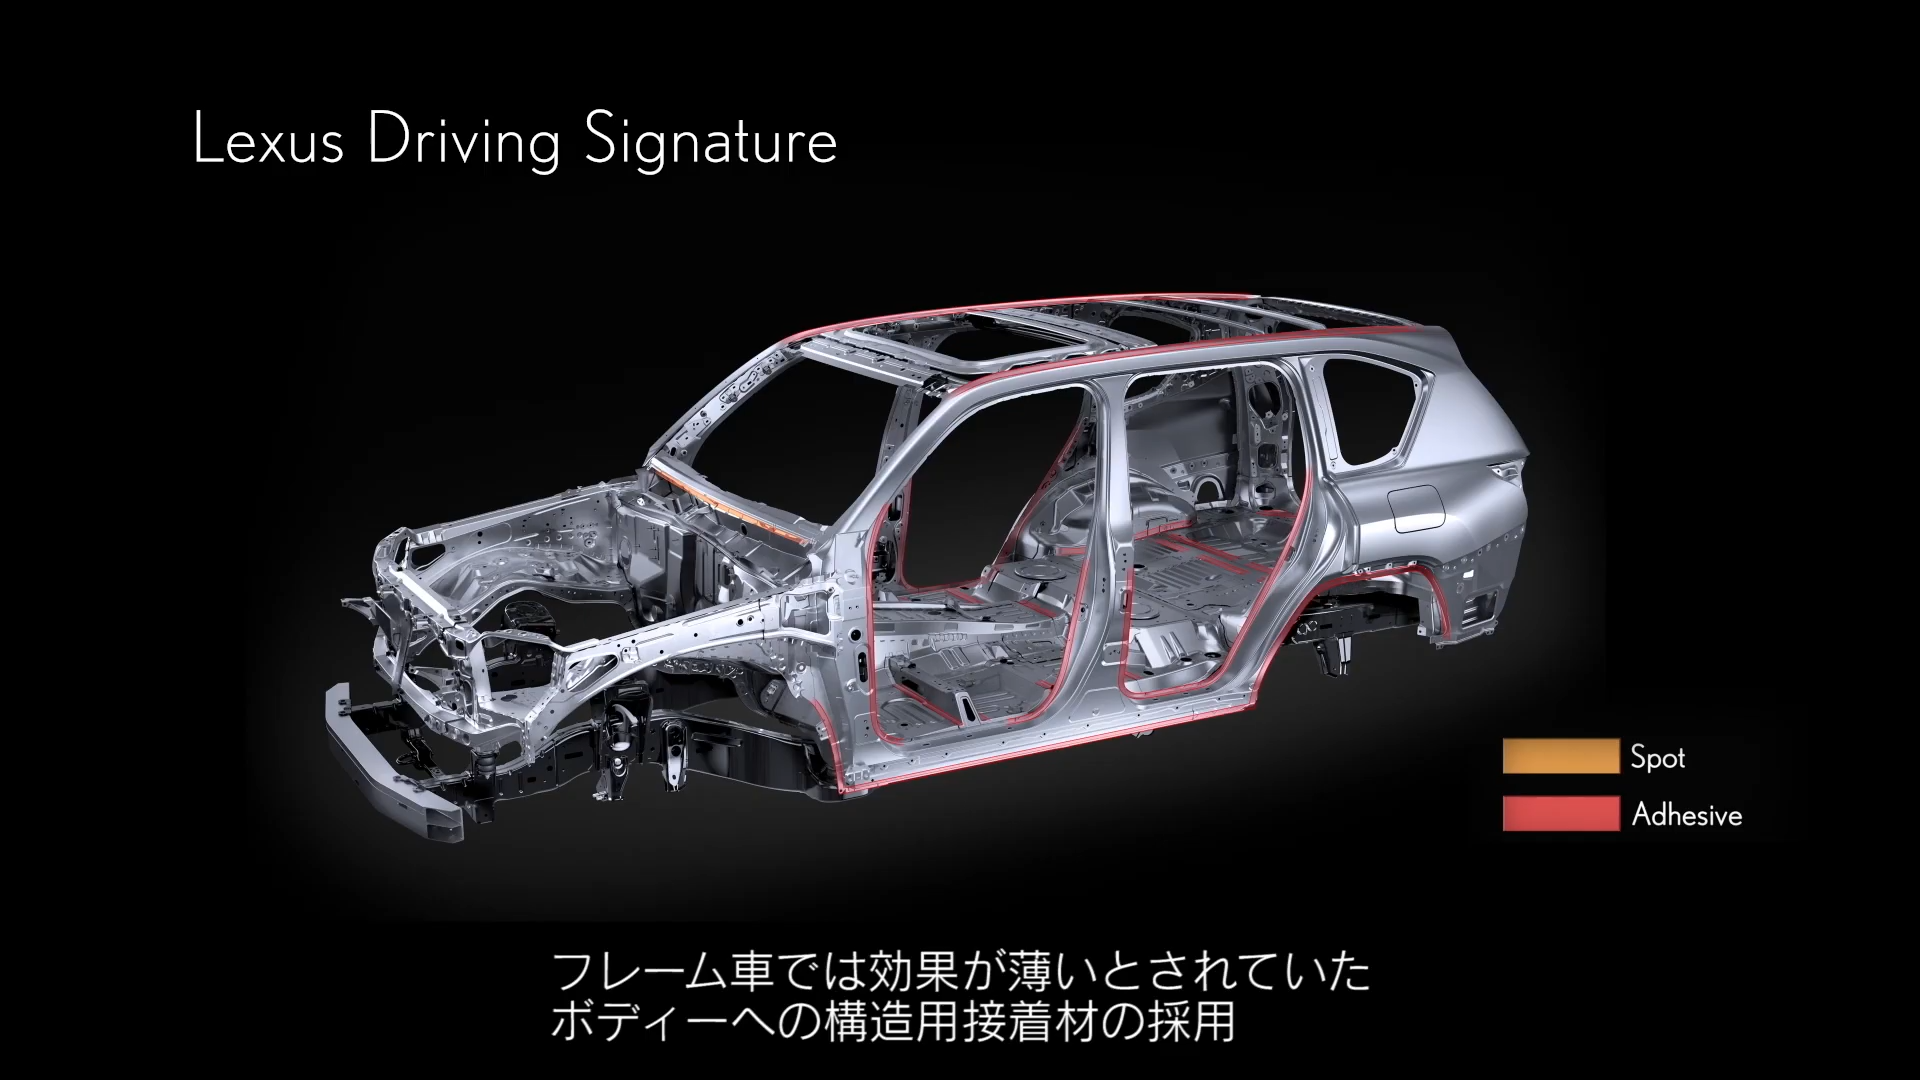 Lexus Driving Signature
Spot
Adhesive
フレーム車では効果が薄いとされていた
ボディーへの構造用接着材の採用